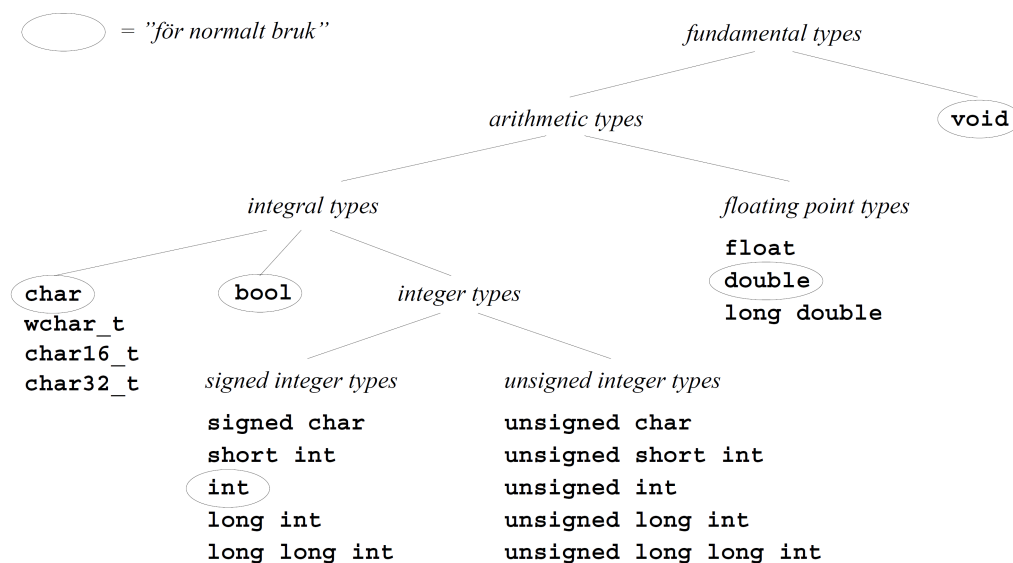 = ”för normalt bruk”
fundamental types
arithmetic types
void
integral types
floating point types
float
double
long double
char
wchar_t
char16_t
char32_t
bool
integer types
signed integer types
signed char
short int
int
long int
long long int
unsigned integer types
unsigned char
unsigned short int
unsigned int
unsigned long int
unsigned long long int